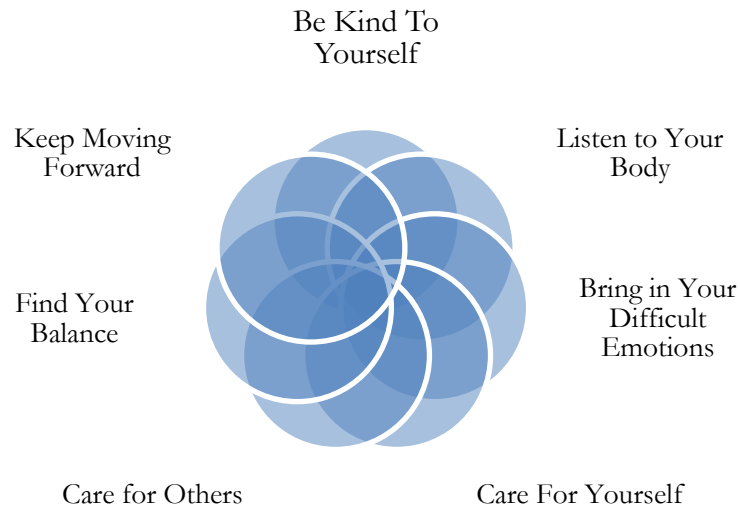 Be Kind To
Yourself
Keep Moving
Forward
Listen to Your
Body
Find Your
Balance
Bring in Your
Difficult
Emotions
Care for Others
Care For Yourself